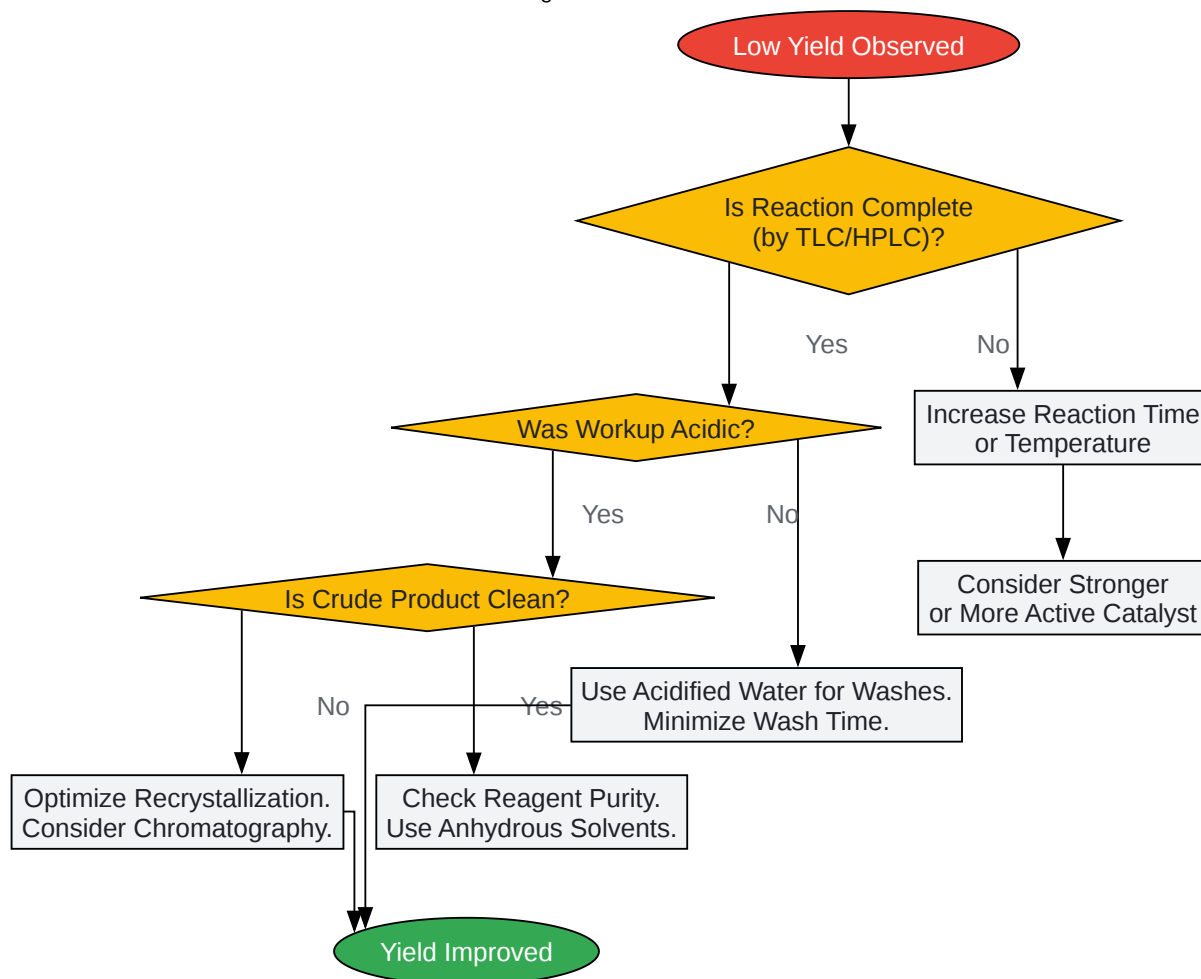 Low Yield Observed
Is Reaction Complete
(by TLC/HPLC)?
Yes
No
Increase Reaction Time
or Temperature
Was Workup Acidic?
Yes
No
Consider Stronger
or More Active Catalyst
Is Crude Product Clean?
No
Yes
Use Acidified Water for Washes.
Minimize Wash Time.
Optimize Recrystallization.
Consider Chromatography.
Check Reagent Purity.
Use Anhydrous Solvents.
Yield Improved